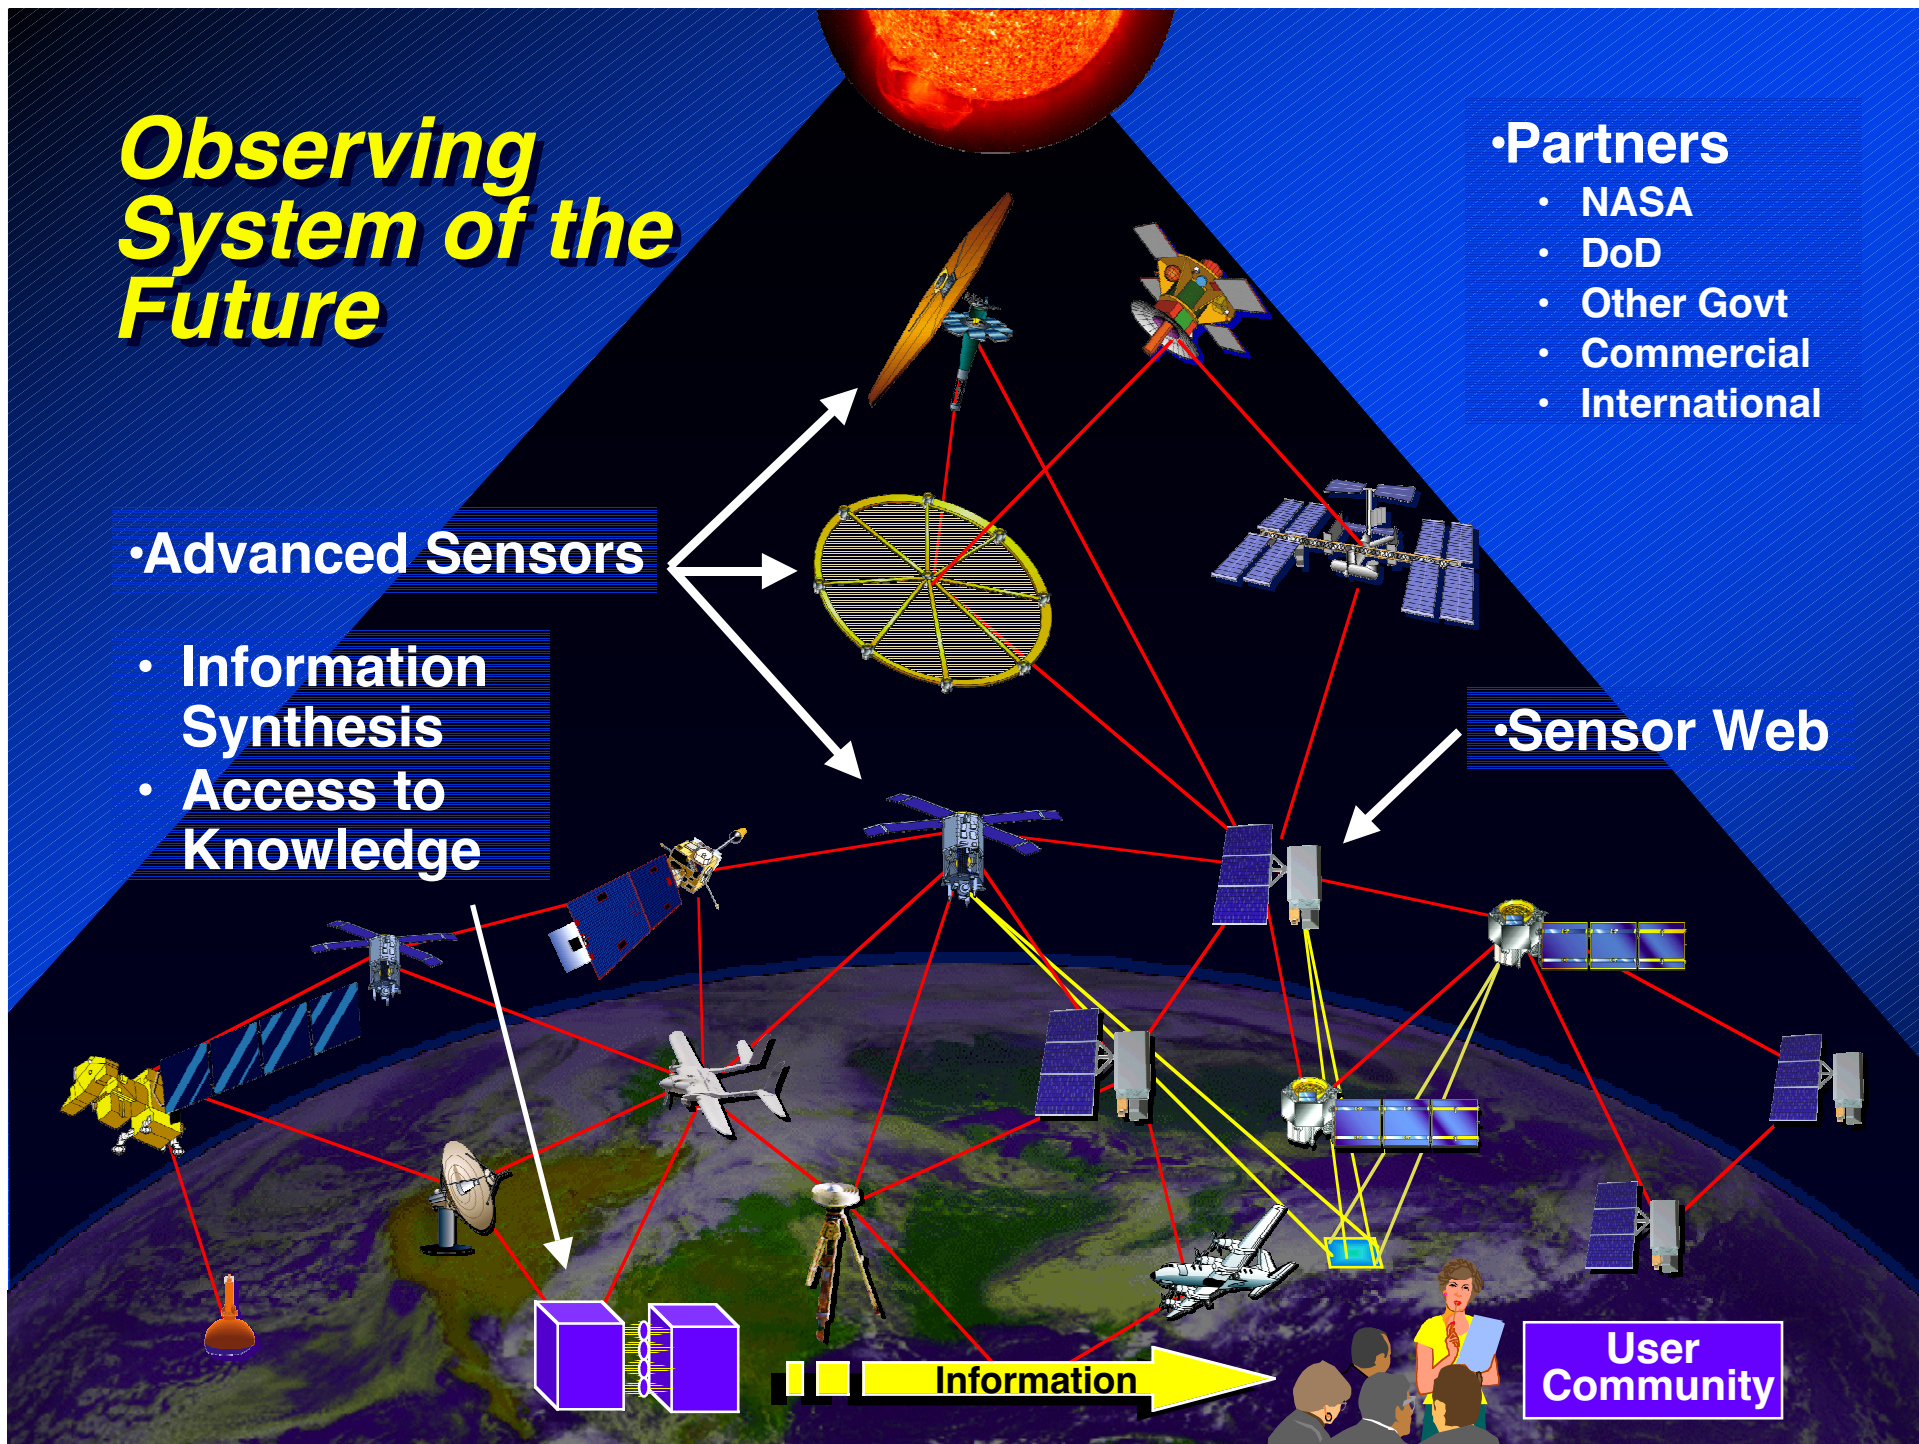 Observing
System of the
Future
•Partners
• NASA
• DoD
• Other Govt
• Commercial
• International
•Advanced Sensors
• Information
Synthesis
• Access to
Knowledge
•Sensor Web
Information
User
Community